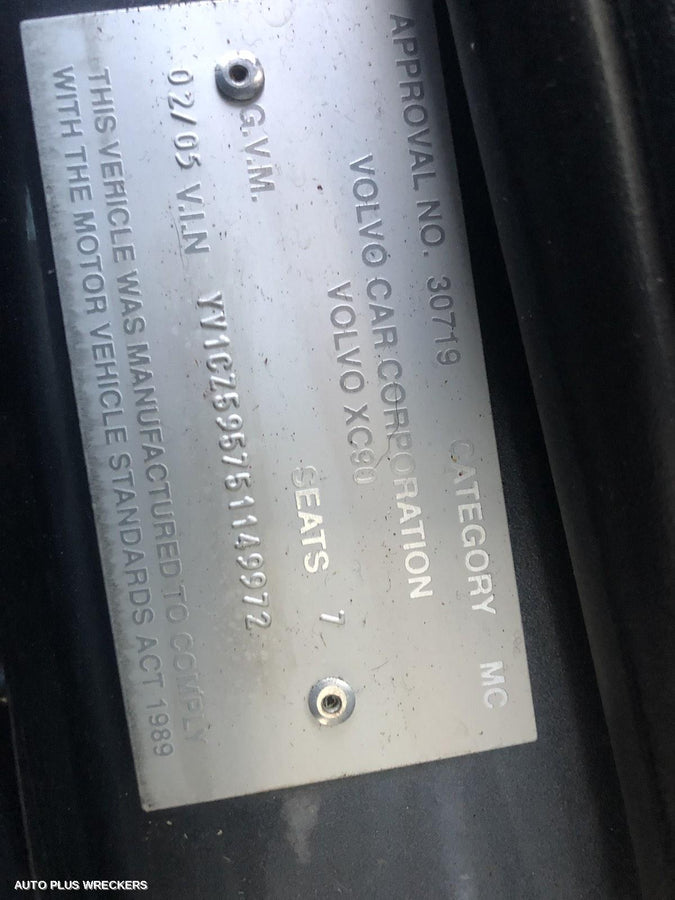 APPROVAL NO. 30719 CATEGORY MC
VOLVO CAR CORPORATION
VOLVO XC90
G.V.M. SEATS 7
02/05 V.I.N YV1CZ595751149972
THIS VEHICLE WAS MANUFACTURED TO COMPLY
WITH THE MOTOR VEHICLE STANDARDS ACT 1989
AUTO PLUS WRECKERS